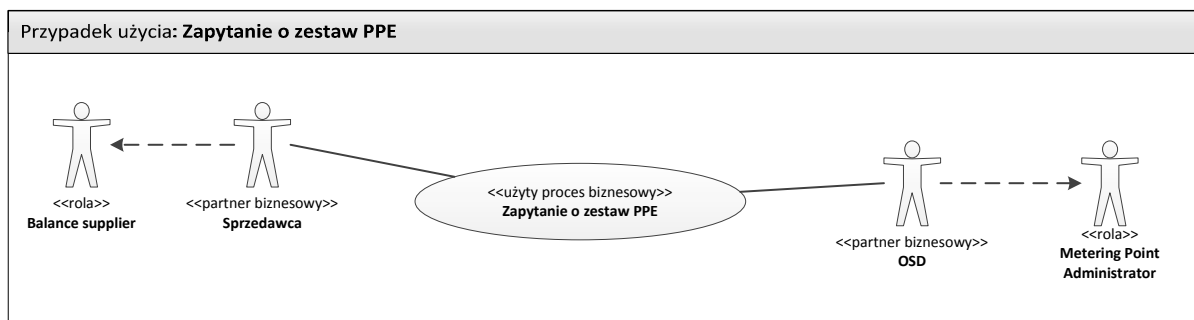 Przypadek użycia: Zapytanie o zestaw PPE
<<rola>>
Balance supplier
<<partner biznesowy>>
Sprzedawca
<<użyty proces biznesowy>>
Zapytanie o zestaw PPE
<<partner biznesowy>>
OSD
<<rola>>
Metering Point
Administrator